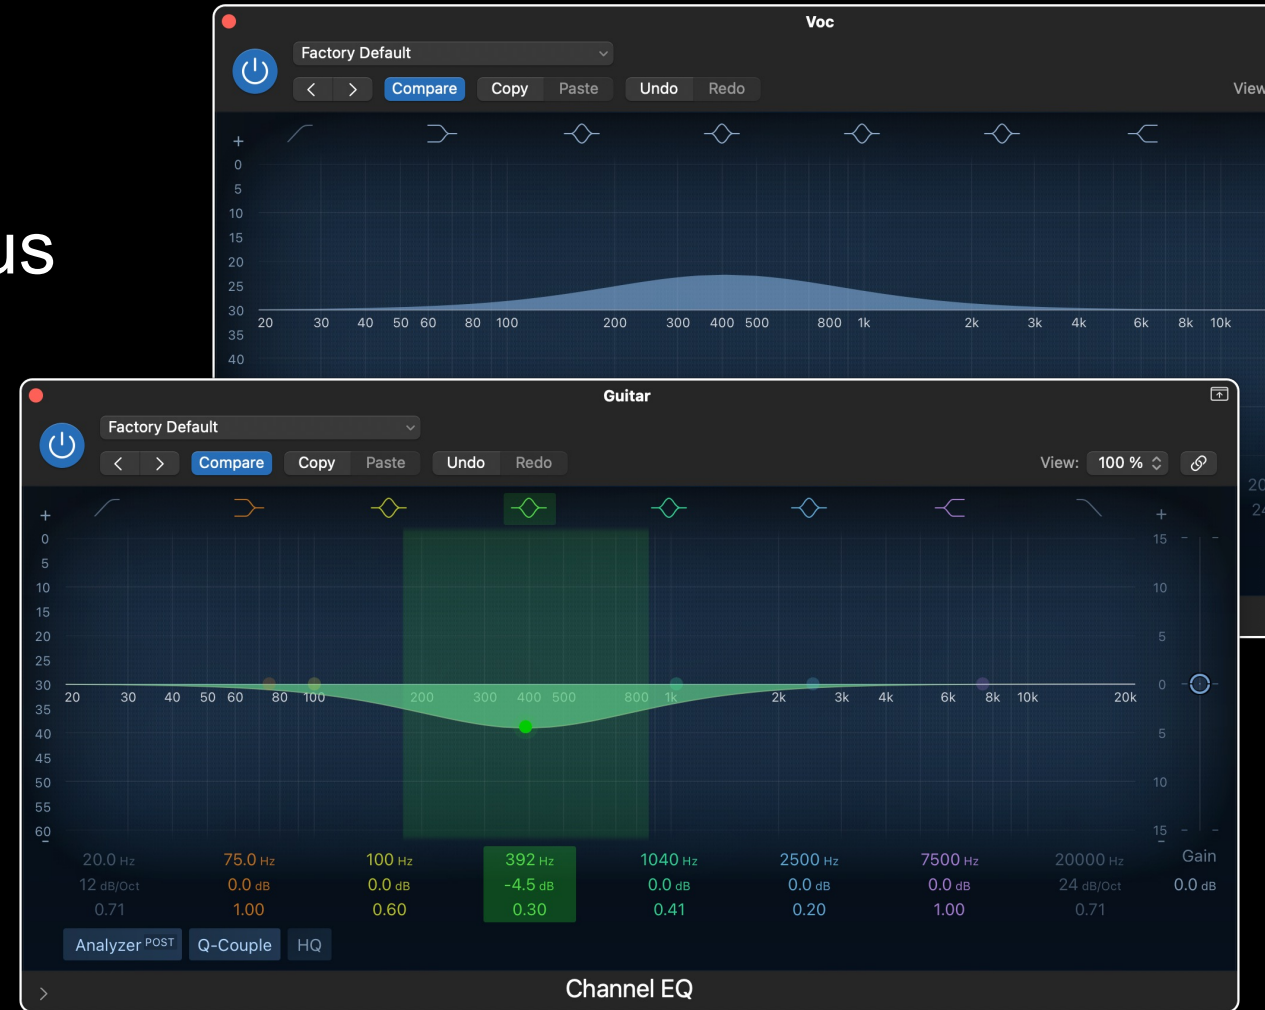 us
Voc
Factory Default
Compare Copy Paste Undo Redo
View
+
0
5
10
15
20
25
30
35
40
20 30 40 50 60 80 100 200 300 400 500 800 1k 2k 3k 4k 6k 8k 10k
20
24
Guitar
Factory Default
Compare Copy Paste Undo Redo
View: 100 %
+
0
5
10
15
20
25
30
35
40
45
50
55
60
-
20 30 40 50 60 80 100 200 300 400 500 800 1k 2k 3k 4k 6k 8k 10k 20k
+
15
10
5
0
5
10
15
-
20.0 Hz 75.0 Hz 100 Hz 392 Hz 1040 Hz 2500 Hz 7500 Hz 20000 Hz Gain
12 dB/Oct 0.0 dB 0.0 dB -4.5 dB 0.0 dB 0.0 dB 0.0 dB 24 dB/Oct 0.0 dB
0.71 1.00 0.60 0.30 0.41 0.20 1.00 0.71
Analyzer POST Q-Couple HQ
Channel EQ